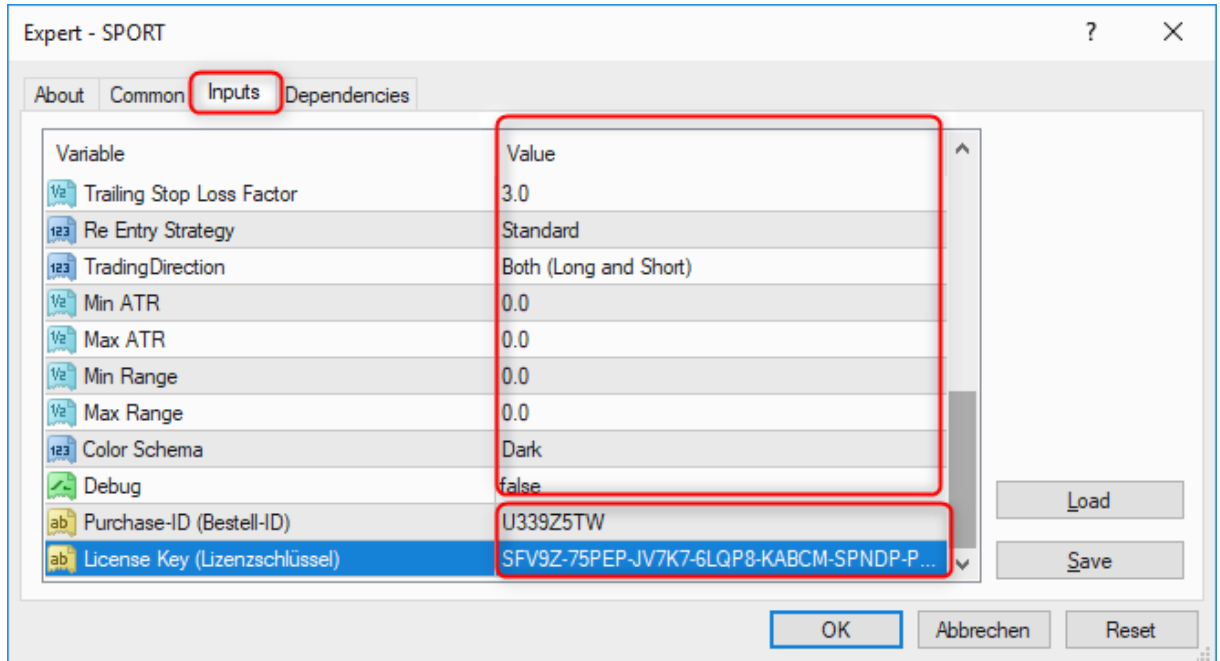 Expert - SPORT
?
About Common Inputs Dependencies
Variable Value
Trailing Stop Loss Factor 3.0
Re Entry Strategy Standard
TradingDirection Both (Long and Short)
Min ATR 0.0
Max ATR 0.0
Min Range 0.0
Max Range 0.0
Color Schema Dark
Debug false
Purchase-ID (Bestell-ID) U339Z5TW
License Key (Lizenzschlüssel) SFV9Z-75PEP-JV7K7-6LQP8-KABCM-SPNDP-P...
Load
Save
OK Abbrechen Reset